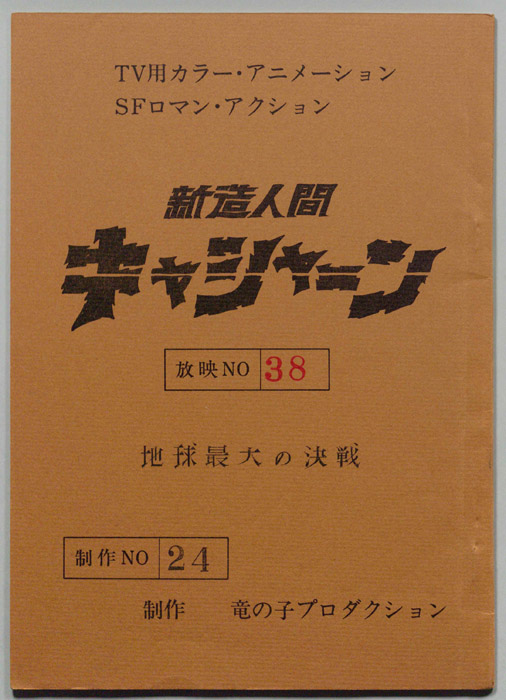 TV用カラー・アニメーション
SFロマン・アクション
新造人間
キャシャーン
放映NO 38
地球最大の決戦
制作NO 24
制作 竜の子プロダクション